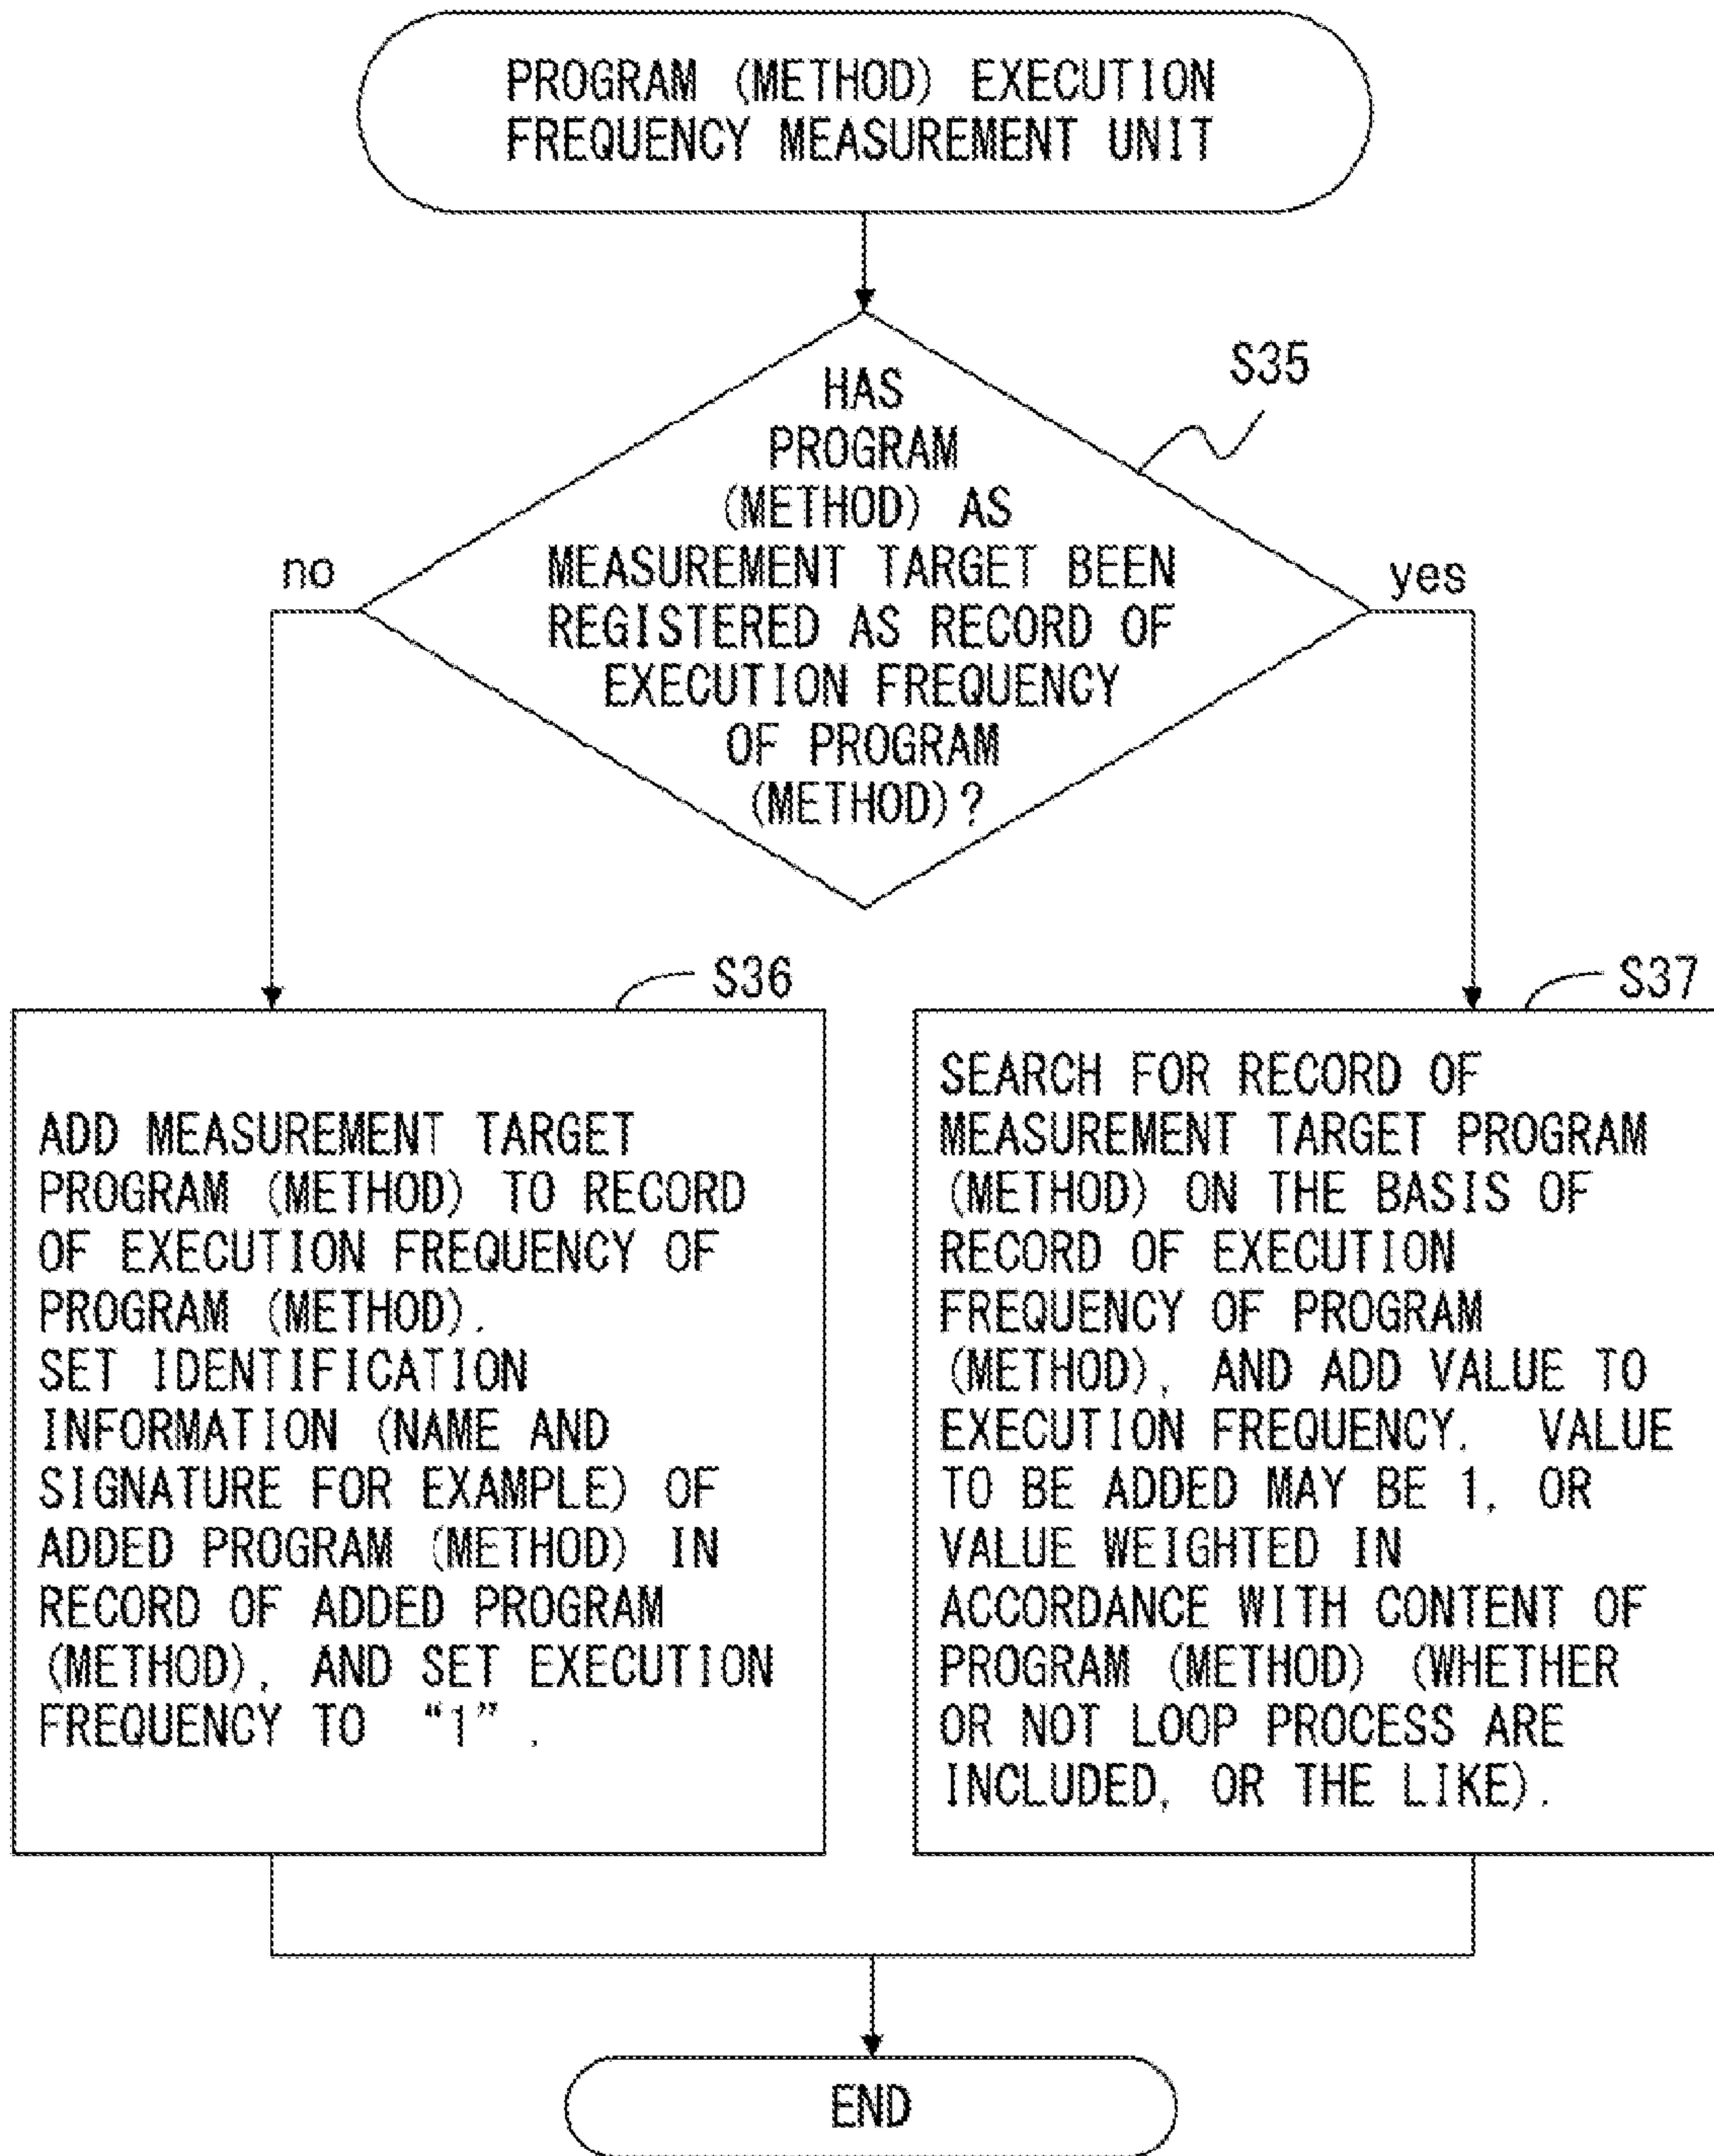 PROGRAM (METHOD) EXECUTION
FREQUENCY MEASUREMENT UNIT
S35
HAS
PROGRAM
(METHOD) AS
MEASUREMENT TARGET BEEN
REGISTERED AS RECORD OF
EXECUTION FREQUENCY
OF PROGRAM
(METHOD)?
no
yes
S36
ADD MEASUREMENT TARGET
PROGRAM (METHOD) TO RECORD
OF EXECUTION FREQUENCY OF
PROGRAM (METHOD).
SET IDENTIFICATION
INFORMATION (NAME AND
SIGNATURE FOR EXAMPLE) OF
ADDED PROGRAM (METHOD) IN
RECORD OF ADDED PROGRAM
(METHOD), AND SET EXECUTION
FREQUENCY TO “1”.
S37
SEARCH FOR RECORD OF
MEASUREMENT TARGET PROGRAM
(METHOD) ON THE BASIS OF
RECORD OF EXECUTION
FREQUENCY OF PROGRAM
(METHOD), AND ADD VALUE TO
EXECUTION FREQUENCY. VALUE
TO BE ADDED MAY BE 1, OR
VALUE WEIGHTED IN
ACCORDANCE WITH CONTENT OF
PROGRAM (METHOD) (WHETHER
OR NOT LOOP PROCESS ARE
INCLUDED, OR THE LIKE).
END